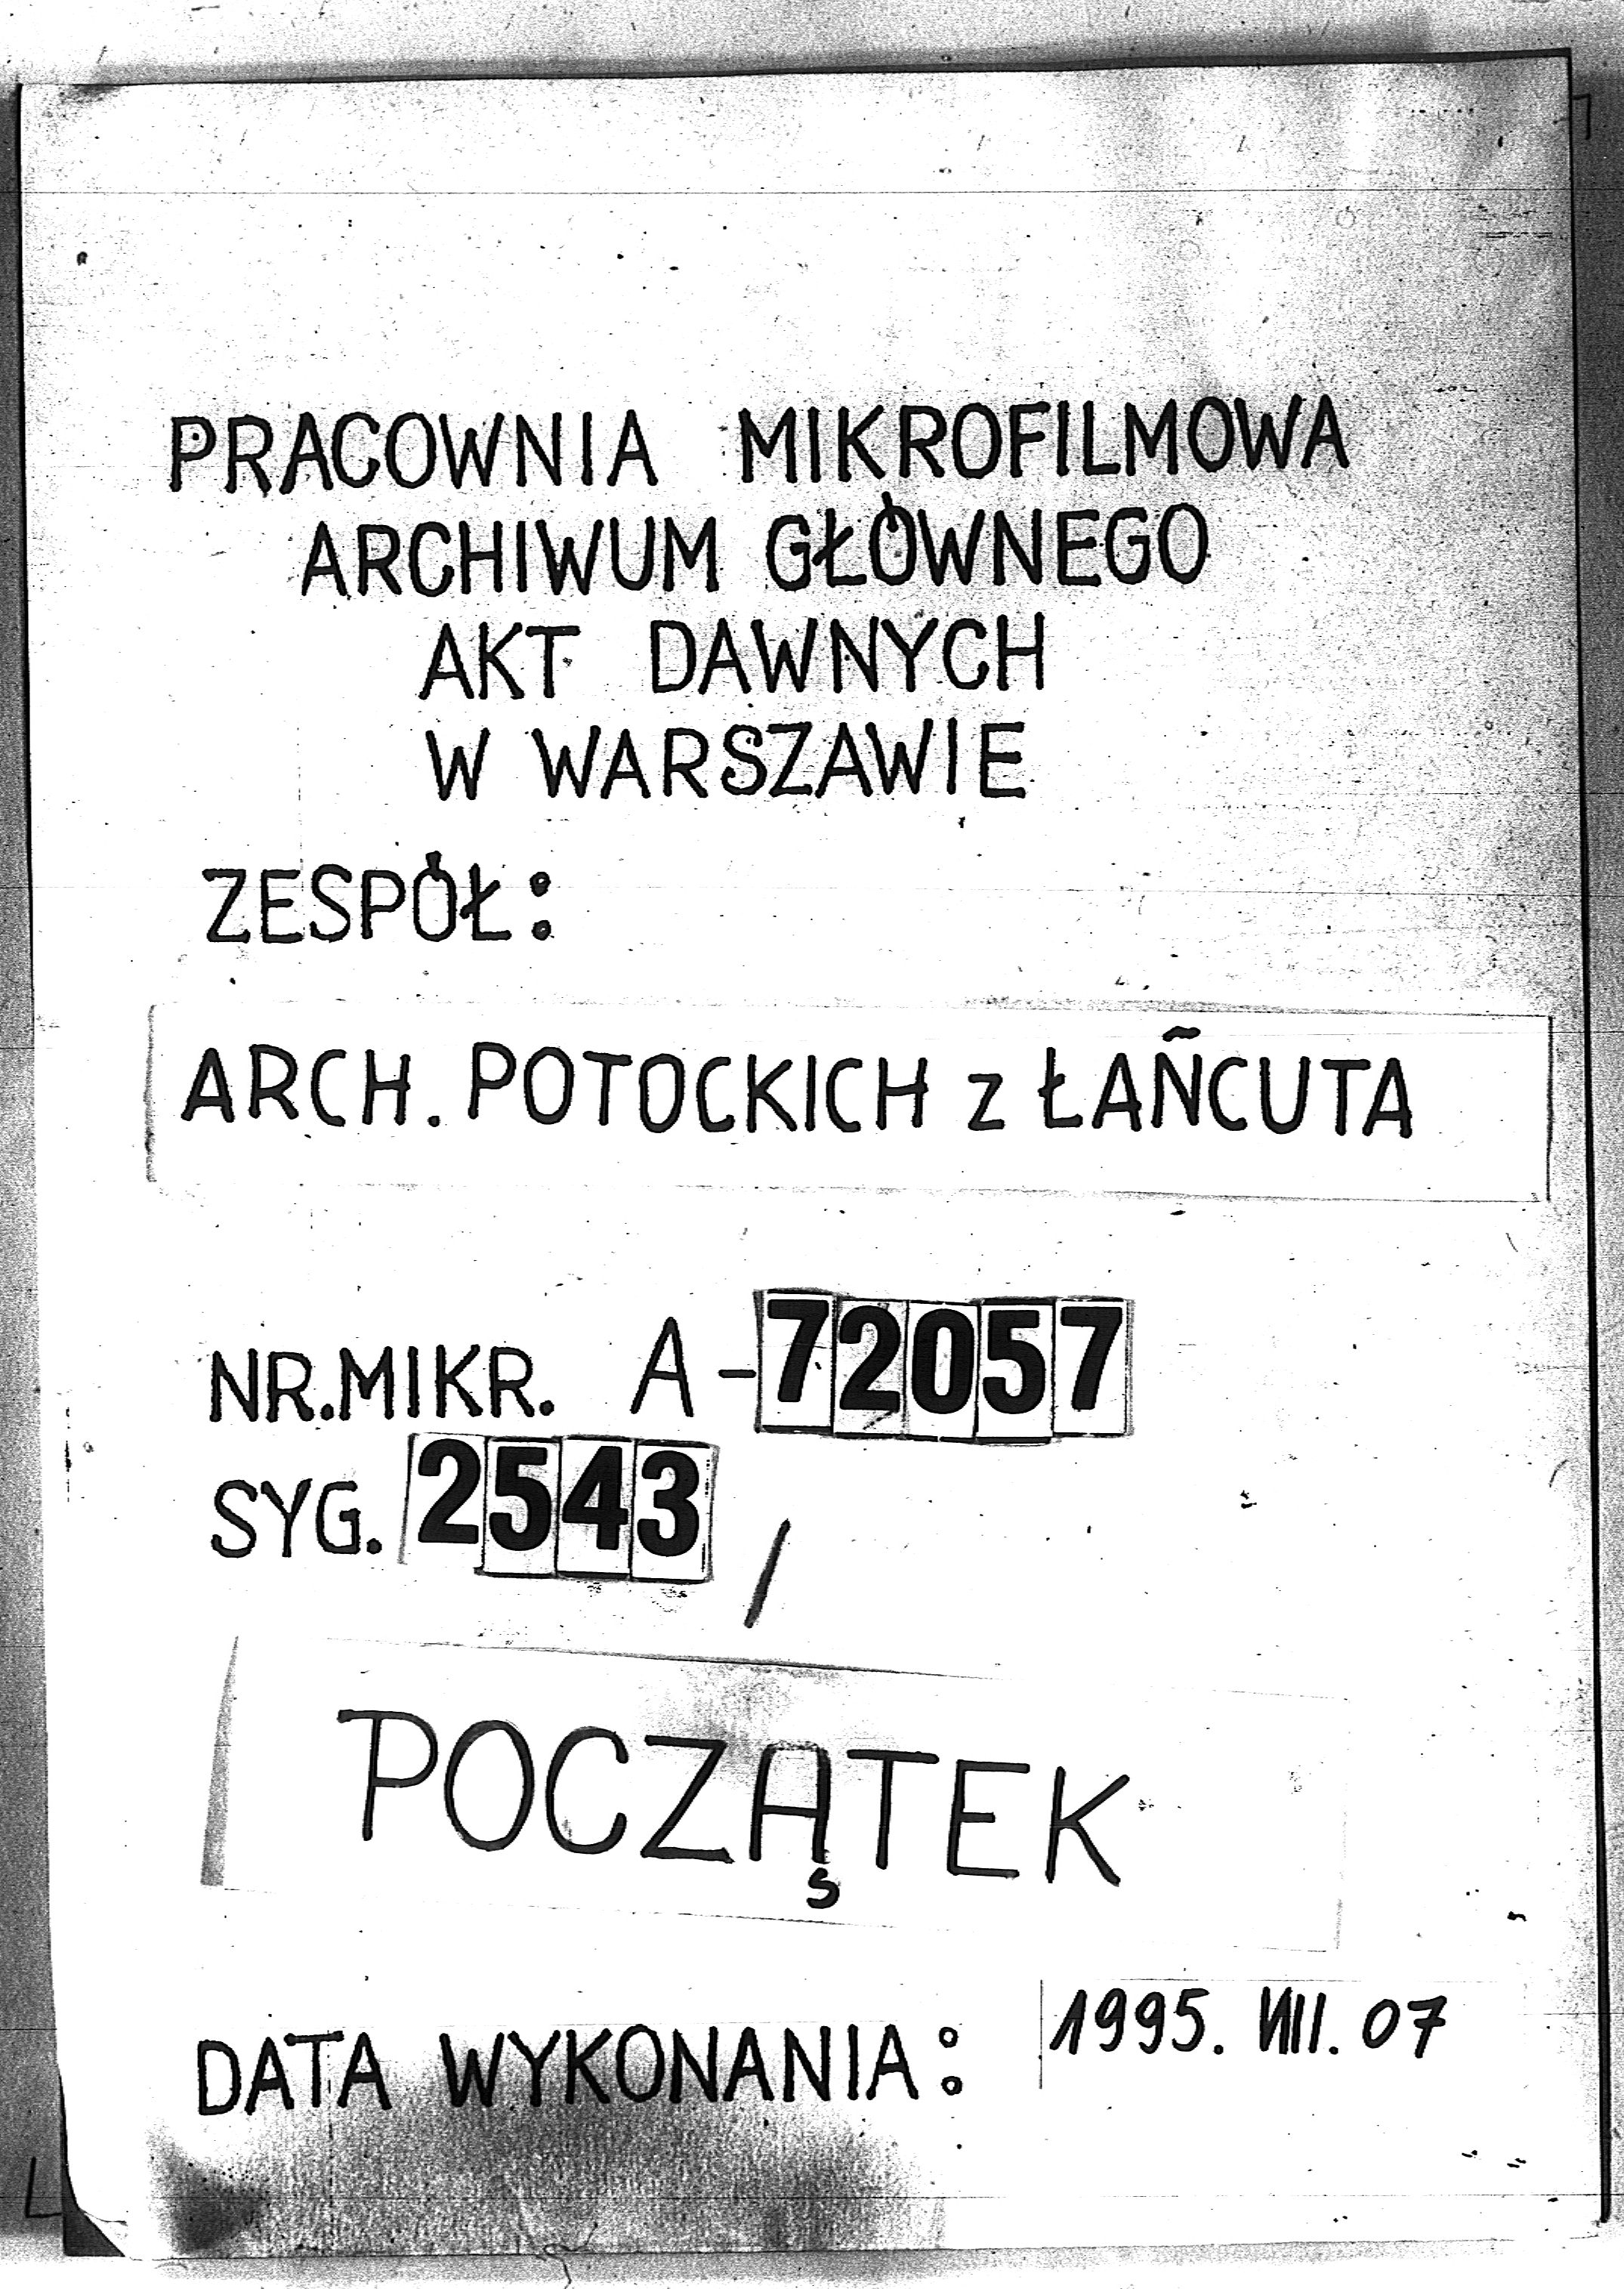 PRACOWNIA MIKROFILMOWA
ARCHIWUM GŁÓWNEGO
AKT DAWNYCH
W WARSZAWIE
ZESPÓŁ:
ARCH. POTOCKICH z ŁAŃCUTA
NR.MIKR. A-72057
SYG. 2543 /
POCZĄTEK
DATA WYKONANIA: 1995. VIII. 07